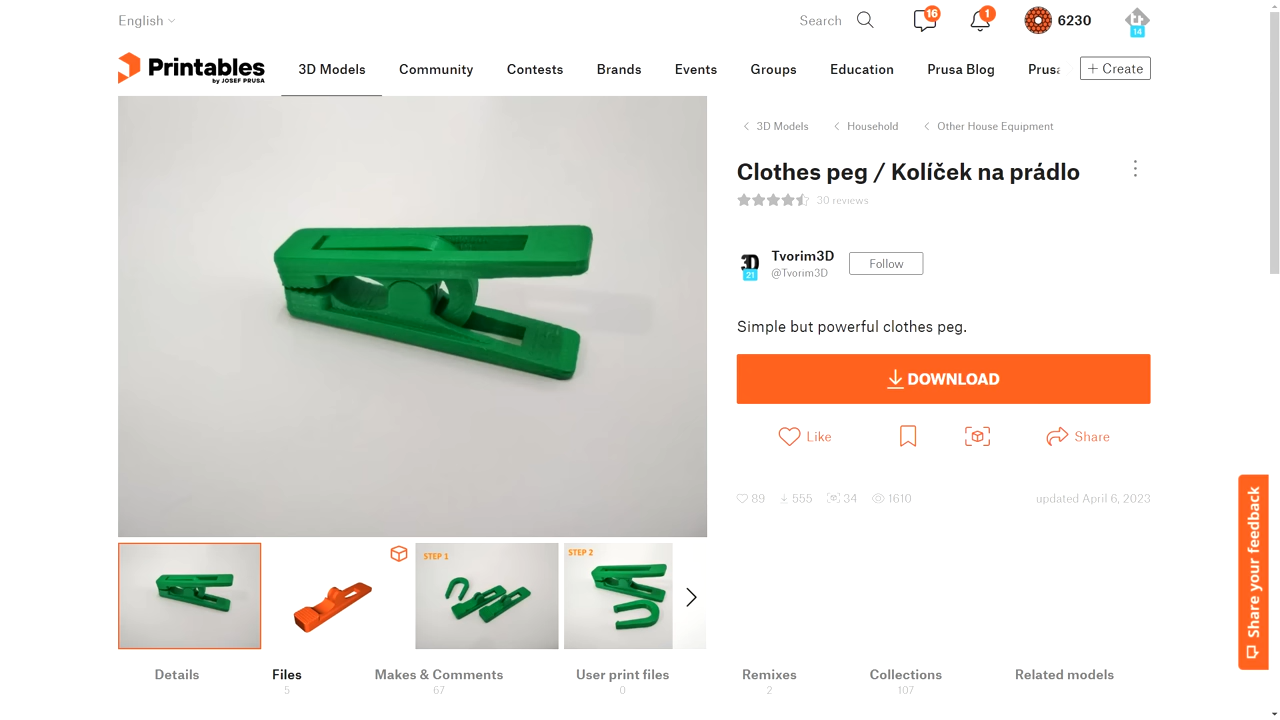 English
Search
16
1
6230
14
Printables
by JOSEF PRUSA
3D Models
Community
Contests
Brands
Events
Groups
Education
Prusa Blog
+ Create
3D Models
Household
Other House Equipment
Clothes peg / Kolíček na prádlo
30 reviews
3D
21
Tvorim3D
@Tvorim3D
Follow
Simple but powerful clothes peg.
DOWNLOAD
Like
Share
89
555
34
1610
updated April 6, 2023
Share your feedback
STEP 1
STEP 2
Details
Files
5
Makes & Comments
67
User print files
0
Remixes
2
Collections
107
Related models